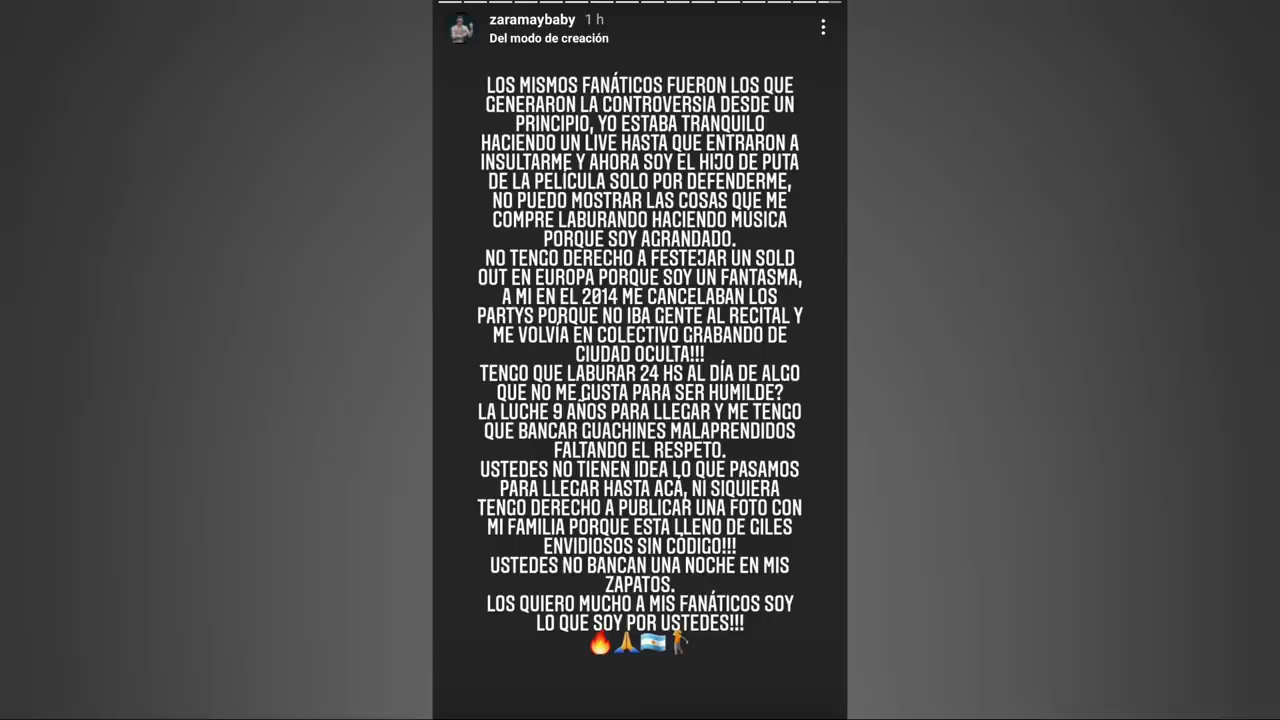 zaramaybaby 1 h
Del modo de creación
LOS MISMOS FANÁTICOS FUERON LOS QUE
GENERARON LA CONTROVERSIA DESDE UN
PRINCIPIO, YO ESTABA TRANQUILO
HACIENDO UN LIVE HASTA QUE ENTRARON A
INSULTARME Y AHORA SOY EL HIJO DE PUTA
DE LA PELÍCULA SOLO POR DEFENDERME,
NO PUEDO MOSTRAR LAS COSAS QUE ME
COMPRE LABURANDO HACIENDO MÚSICA
PORQUE SOY AGRANDADO.
NO TENGO DERECHO A FESTEJAR UN SOLD
OUT EN EUROPA PORQUE SOY UN FANTASMA,
A MI EN EL 2014 ME CANCELABAN LOS
PARTYS PORQUE NO IBA GENTE AL RECITAL Y
ME VOLVÍA EN COLECTIVO GRABANDO DE
CIUDAD OCULTA!!!
TENGO QUE LABURAR 24 HS AL DÍA DE ALGO
QUE NO ME GUSTA PARA SER HUMILDE?
LA LUCHE 9 AÑOS PARA LLEGAR Y ME TENGO
QUE BANCAR GUACHINES MALAPRENDIDOS
FALTANDO EL RESPETO.
USTEDES NO TIENEN IDEA LO QUE PASAMOS
PARA LLEGAR HASTA ACÁ, NI SIQUIERA
TENGO DERECHO A PUBLICAR UNA FOTO CON
MI FAMILIA PORQUE ESTA LLENO DE GILES
ENVIDIOSOS SIN CÓDIGO!!!
USTEDES NO BANCAN UNA NOCHE EN MIS
ZAPATOS.
LOS QUIERO MUCHO A MIS FANÁTICOS SOY
LO QUE SOY POR USTEDES!!!